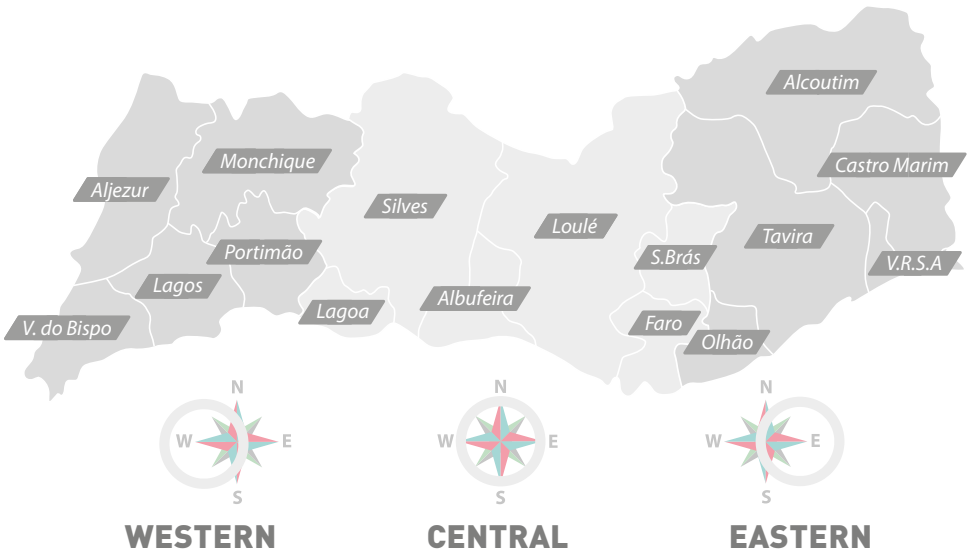 Alcoutim
Monchique
Castro Marim
Aljezur
Silves
Loulé
Tavira
Portimão
S.Brás
V.R.S.A
Lagos
Albufeira
Lagoa
V. do Bispo
Faro
Olhão
N
W E
S
WESTERN
N
W E
S
CENTRAL
N
W E
S
EASTERN